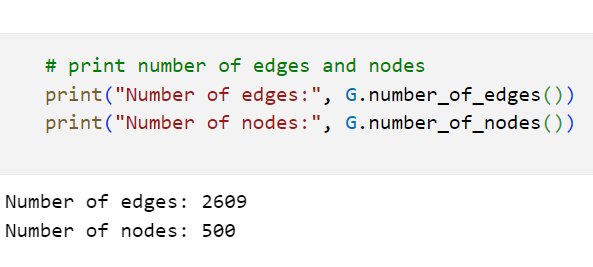 # print number of edges and nodes
print("Number of edges:", G.number_of_edges())
print("Number of nodes:", G.number_of_nodes())
Number of edges: 2609
Number of nodes: 500